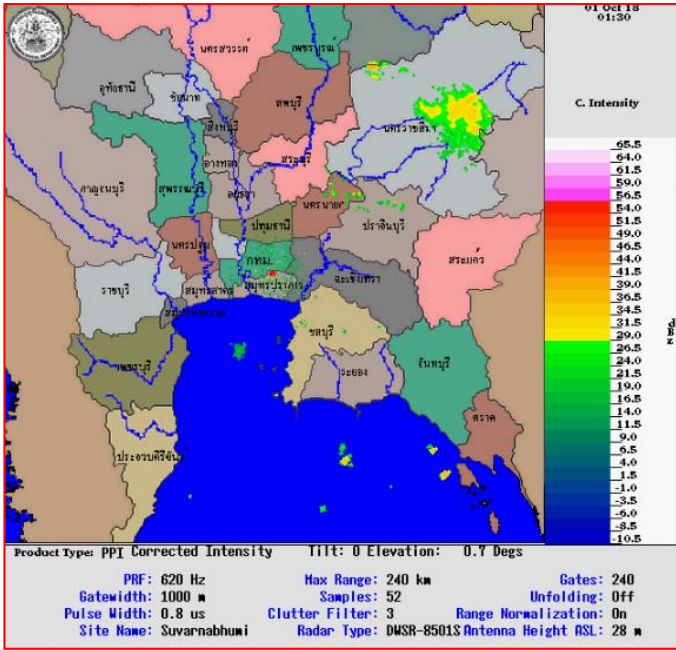 01 Oct 18
01:30
C. Intensity
65.5
64.0
61.5
59.0
56.5
54.0
51.5
49.0
46.5
44.0
41.5
39.0
36.5
34.0
31.5
29.0
26.5
24.0
21.5
19.0
16.5
14.0
11.5
9.0
6.5
4.0
1.5
-1.0
-3.5
-6.0
-8.5
-10.5
นครสวรรค์
เพชรบูรณ์
อุทัยธานี
ชัยนาท
ลพบุรี
สิงห์บุรี
นครราชสีมา
อ่างทอง
สระบุรี
กาญจนบุรี
สุพรรณบุรี
อยุธยา
นครนายก
ปราจีนบุรี
ปทุมธานี
นครปฐม
กทม.
สระแก้ว
ราชบุรี
สมุทรสาคร
สมุทรปราการ
ฉะเชิงเทรา
สมุทรสงคราม
ชลบุรี
เพชรบุรี
ระยอง
จันทบุรี
ตราด
ประจวบคีรีขันธ์
Product Type: PPI Corrected Intensity Tilt: 0 Elevation: 0.7 Degs
PRF: 620 Hz Max Range: 240 km Gates: 240
Gatewidth: 1000 m Samples: 52 Unfolding: Off
Pulse Width: 0.8 us Clutter Filter: 3 Range Normalization: On
Site Name: Suvarnabhumi Radar Type: DWSR-8501S Antenna Height ASL: 28 m